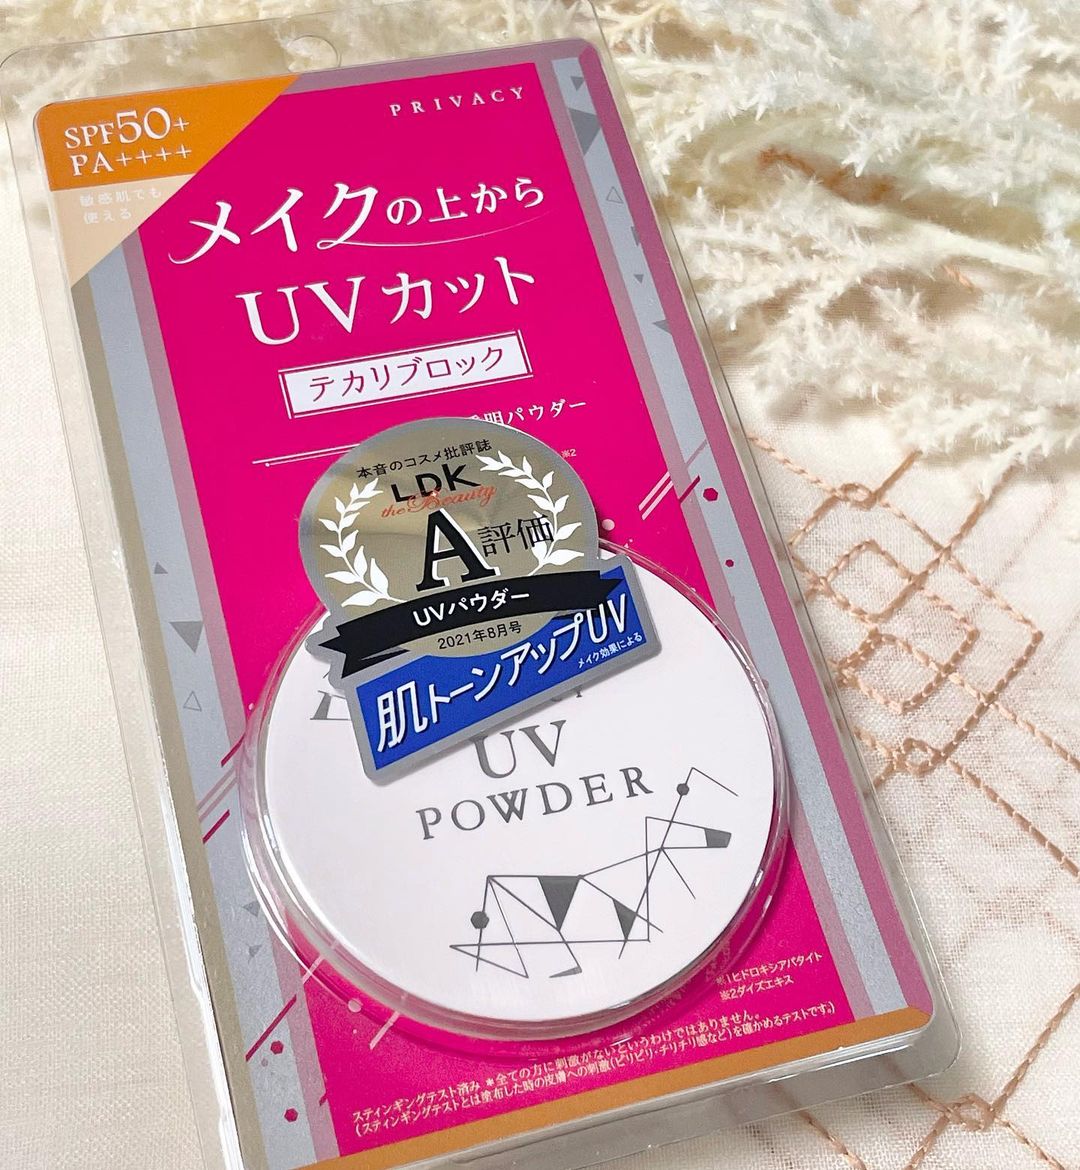 PRIVACY
SPF50+
PA++++
敏感肌でも
使える
メイクの上から
UVカット
テカリブロック
明パウダー
※2
本音のコスメ批評誌
LDK
the Beauty
A評価
UVパウダー
2021年8月号
肌トーンアップUV
メイク効果による
UV
POWDER
※1ヒドロキシアパタイト
※2ダイズエキス
スティンギングテスト済み ＊全ての方に刺激がないというわけではありません。
(スティンギングテストとは塗布した時の皮膚への刺激(ピリピリ・チリチリ感など)を確かめるテストです。)